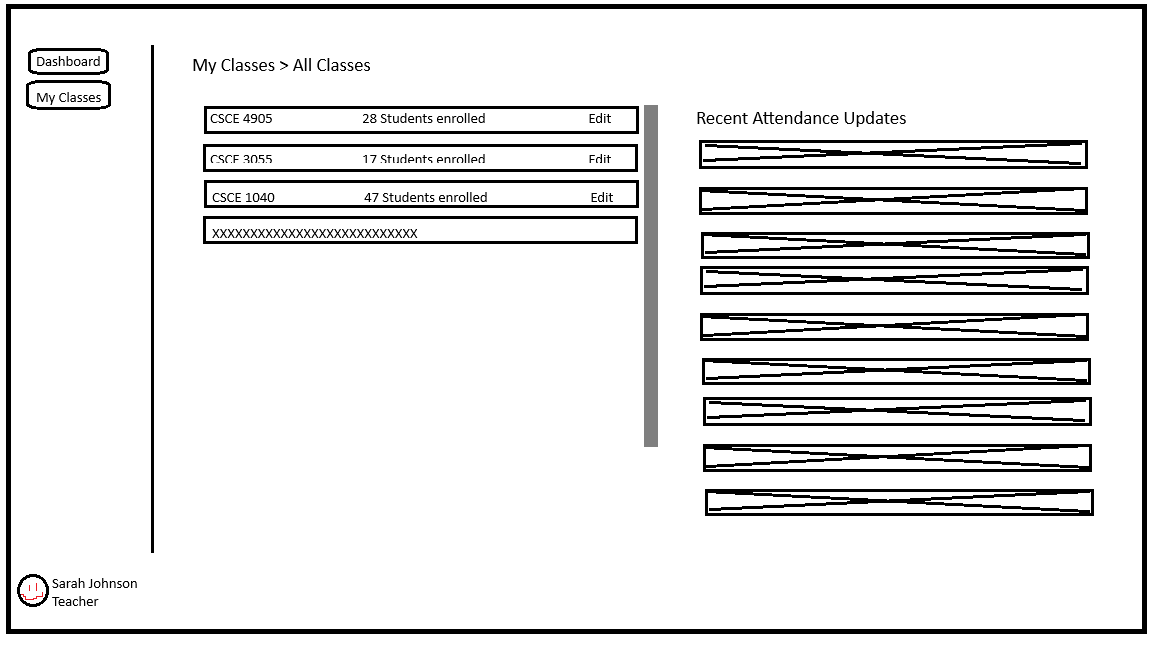 Dashboard
My Classes
My Classes > All Classes
CSCE 4905 28 Students enrolled Edit
CSCE 3055 17 Students enrolled Edit
CSCE 1040 47 Students enrolled Edit
XXXXXXXXXXXXXXXXXXXXXXXXXXX
Recent Attendance Updates
Sarah Johnson
Teacher